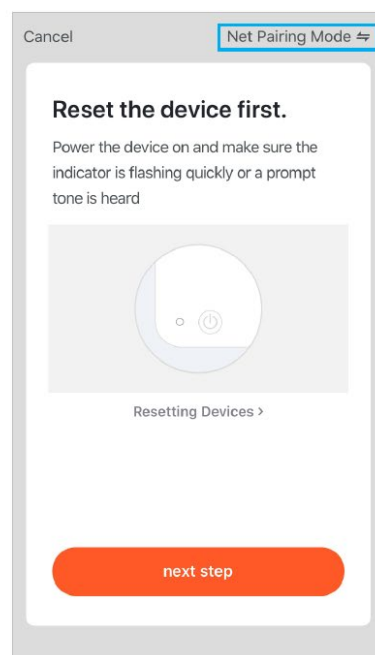 Cancel
Net Pairing Mode ⇋
Reset the device first.
Power the device on and make sure the
indicator is flashing quickly or a prompt
tone is heard
Resetting Devices >
next step